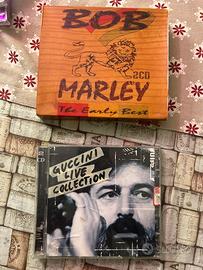 BOB
2CD
MARLEY
The Early Best
GUCCINI
LIVE
COLLECTION